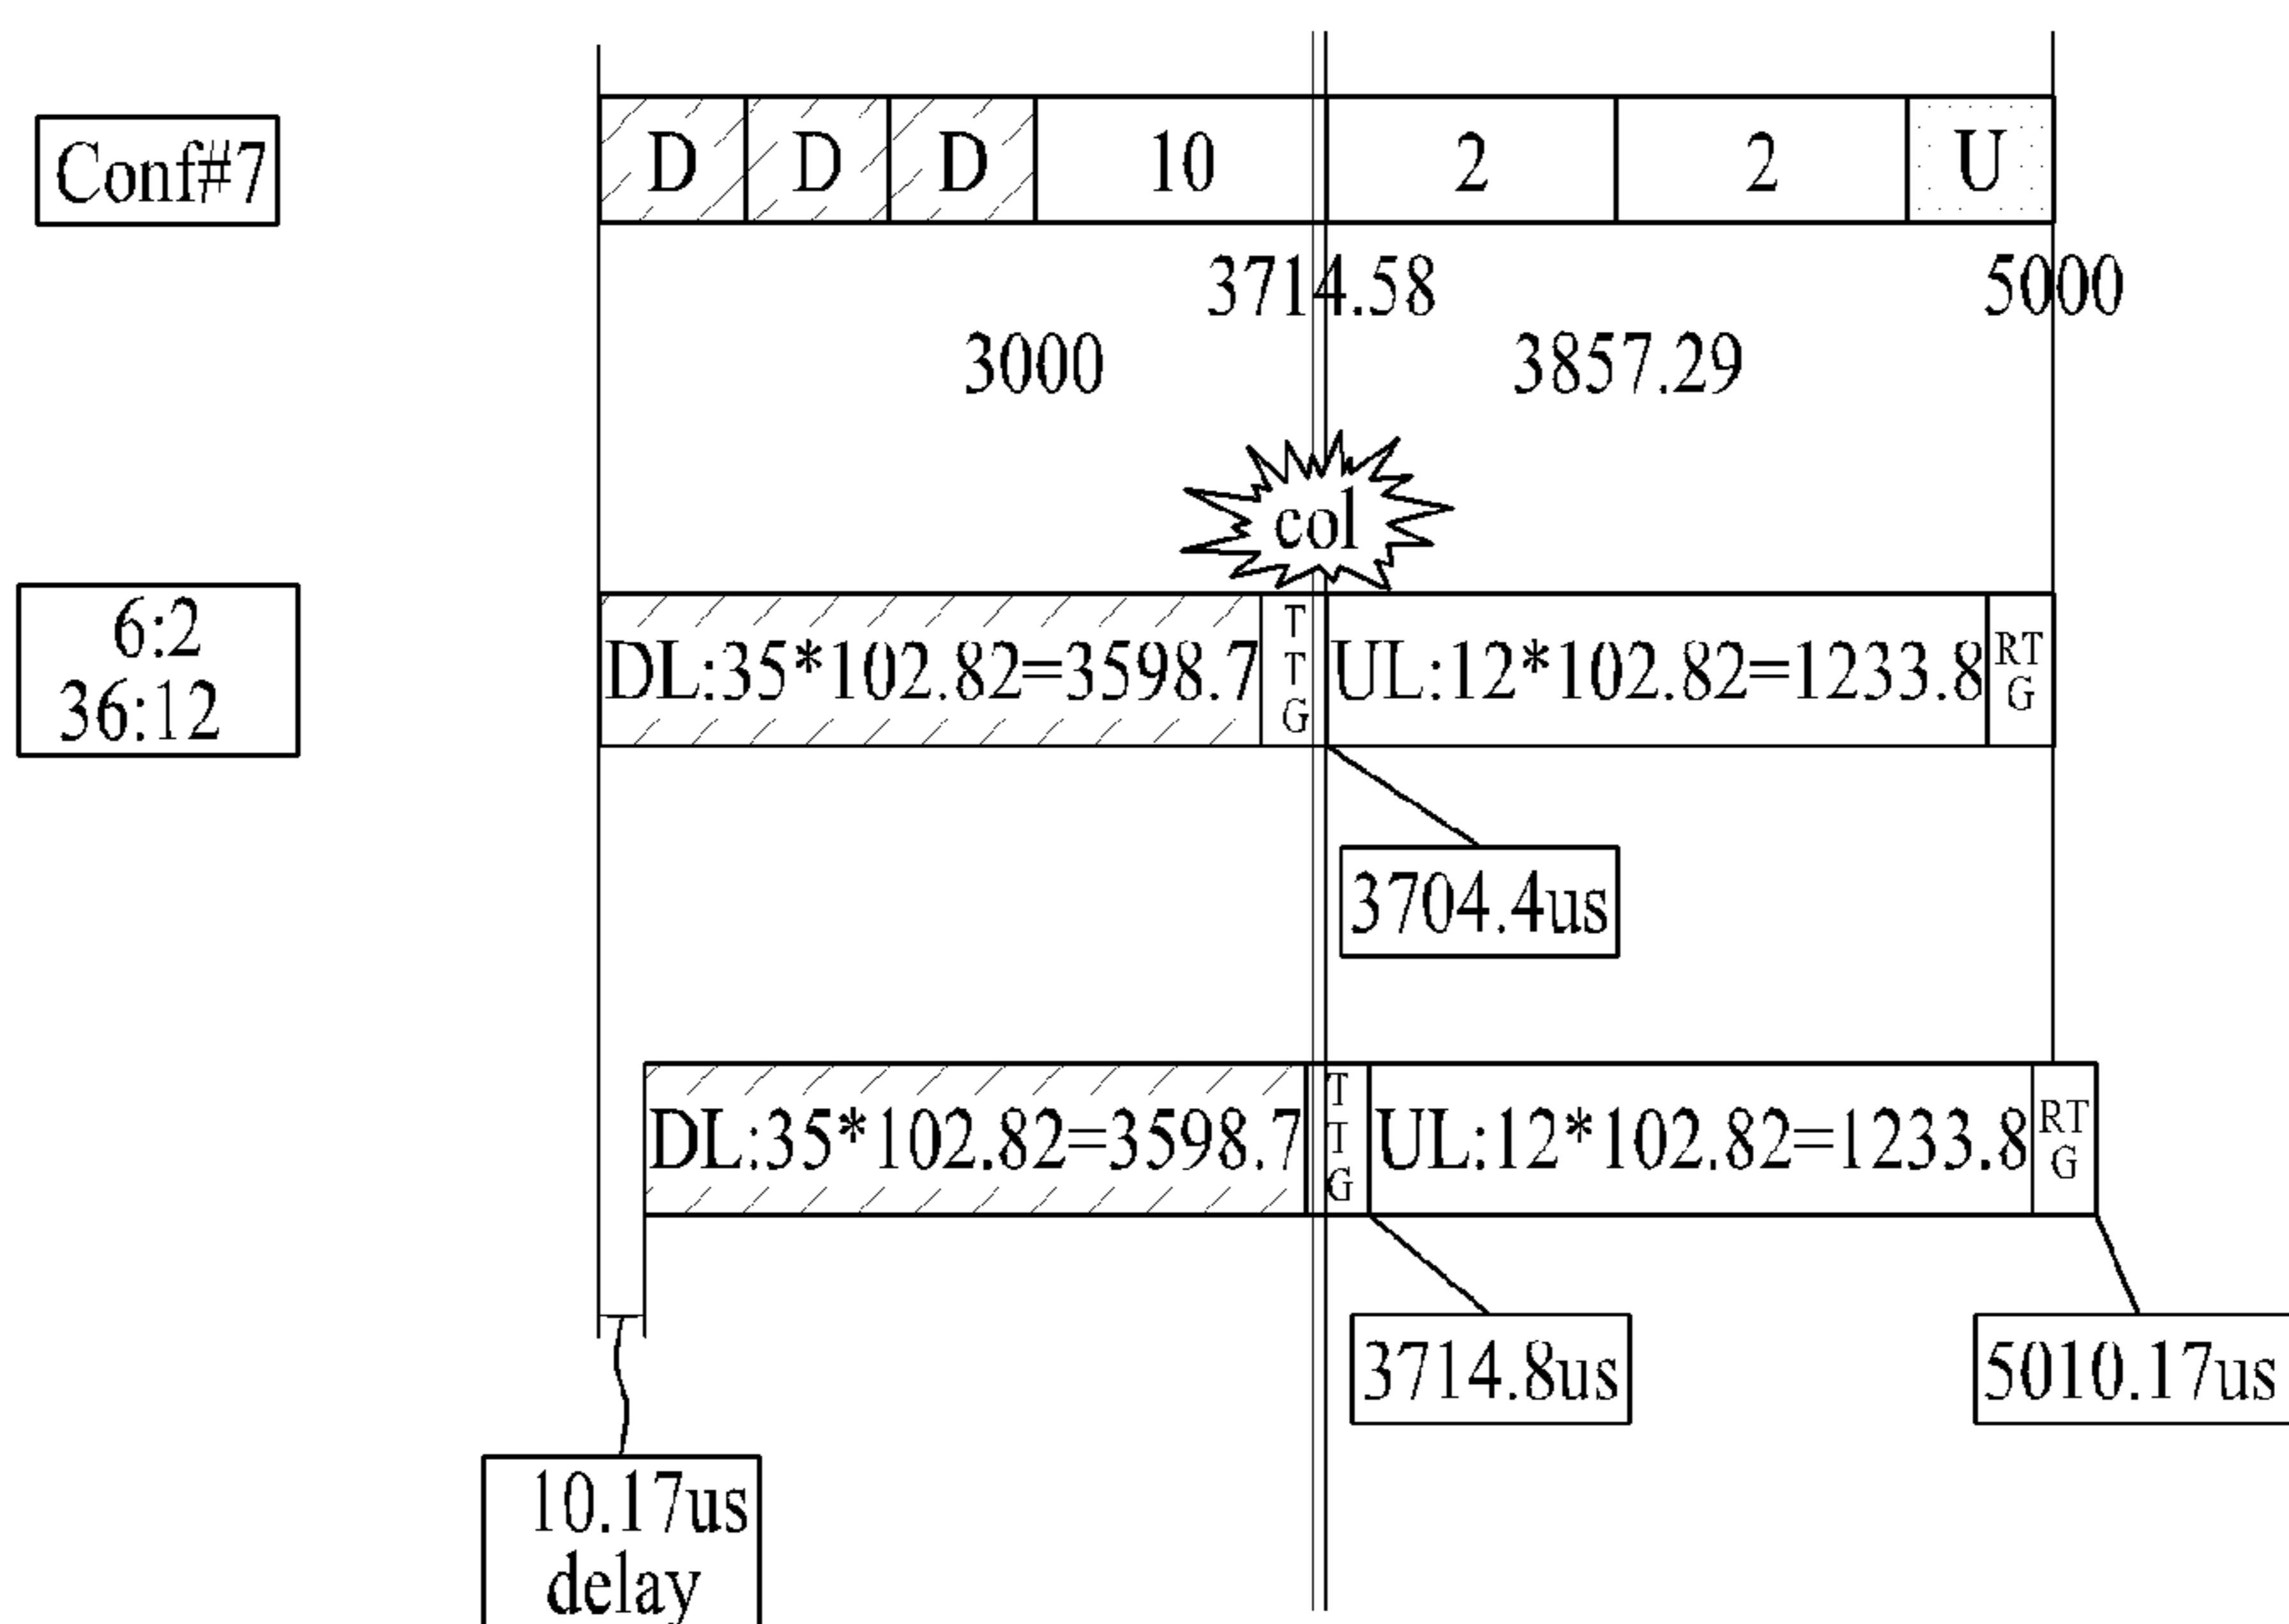 Conf#7
D D D 10 2 2 U
3714.58 5000
3000 3857.29
col
6:2
36:12
DL:35*102.82=3598.7 TTG UL:12*102.82=1233.8 RTG
3704.4us
DL:35*102.82=3598.7 TTG UL:12*102.82=1233.8 RTG
3714.8us 5010.17us
10.17us
delay